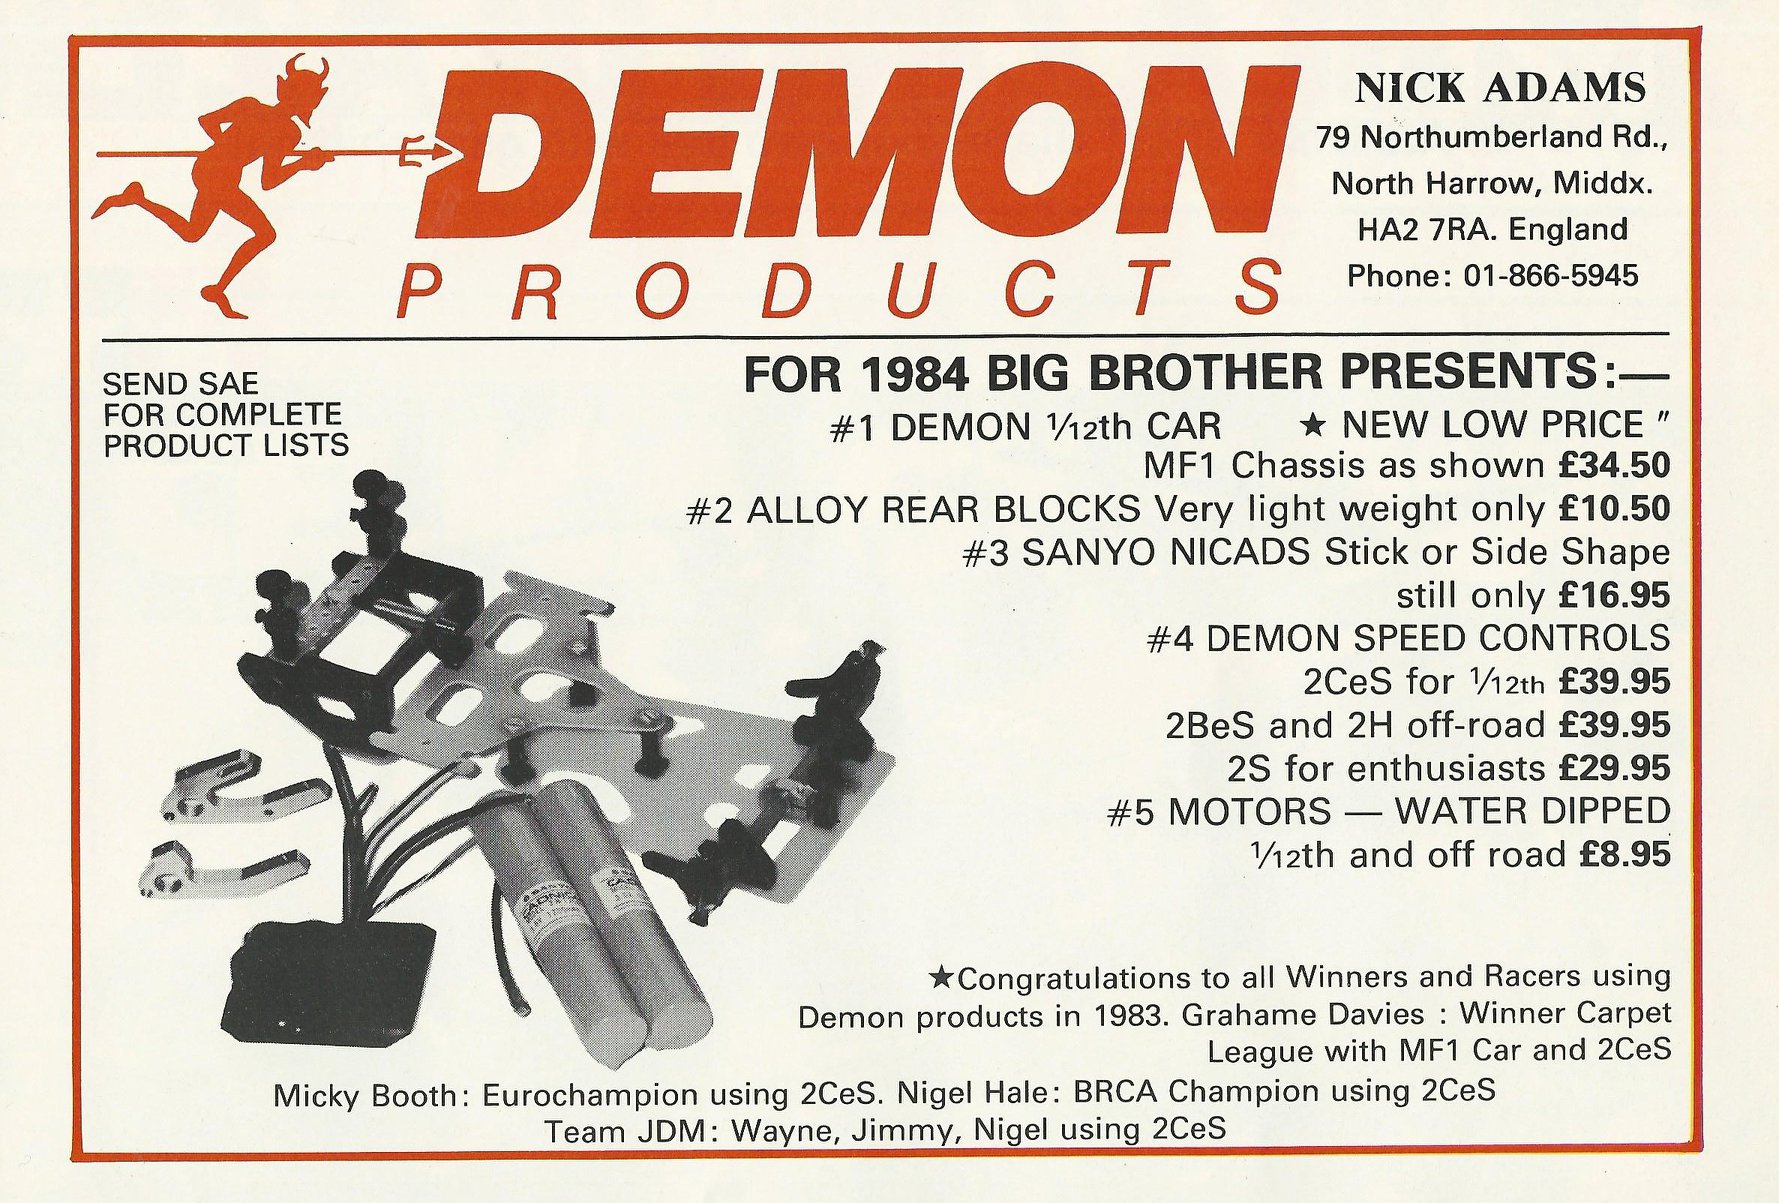 DEMON
PRODUCTS
NICK ADAMS
79 Northumberland Rd.,
North Harrow, Middx.
HA2 7RA. England
Phone: 01-866-5945
SEND SAE
FOR COMPLETE
PRODUCT LISTS
FOR 1984 BIG BROTHER PRESENTS:—
#1 DEMON 1/12th CAR ★ NEW LOW PRICE "
MF1 Chassis as shown £34.50
#2 ALLOY REAR BLOCKS Very light weight only £10.50
#3 SANYO NICADS Stick or Side Shape
still only £16.95
#4 DEMON SPEED CONTROLS
2CeS for 1/12th £39.95
2BeS and 2H off-road £39.95
2S for enthusiasts £29.95
#5 MOTORS — WATER DIPPED
1/12th and off road £8.95
★Congratulations to all Winners and Racers using
Demon products in 1983. Grahame Davies : Winner Carpet
League with MF1 Car and 2CeS
Micky Booth: Eurochampion using 2CeS. Nigel Hale: BRCA Champion using 2CeS
Team JDM: Wayne, Jimmy, Nigel using 2CeS